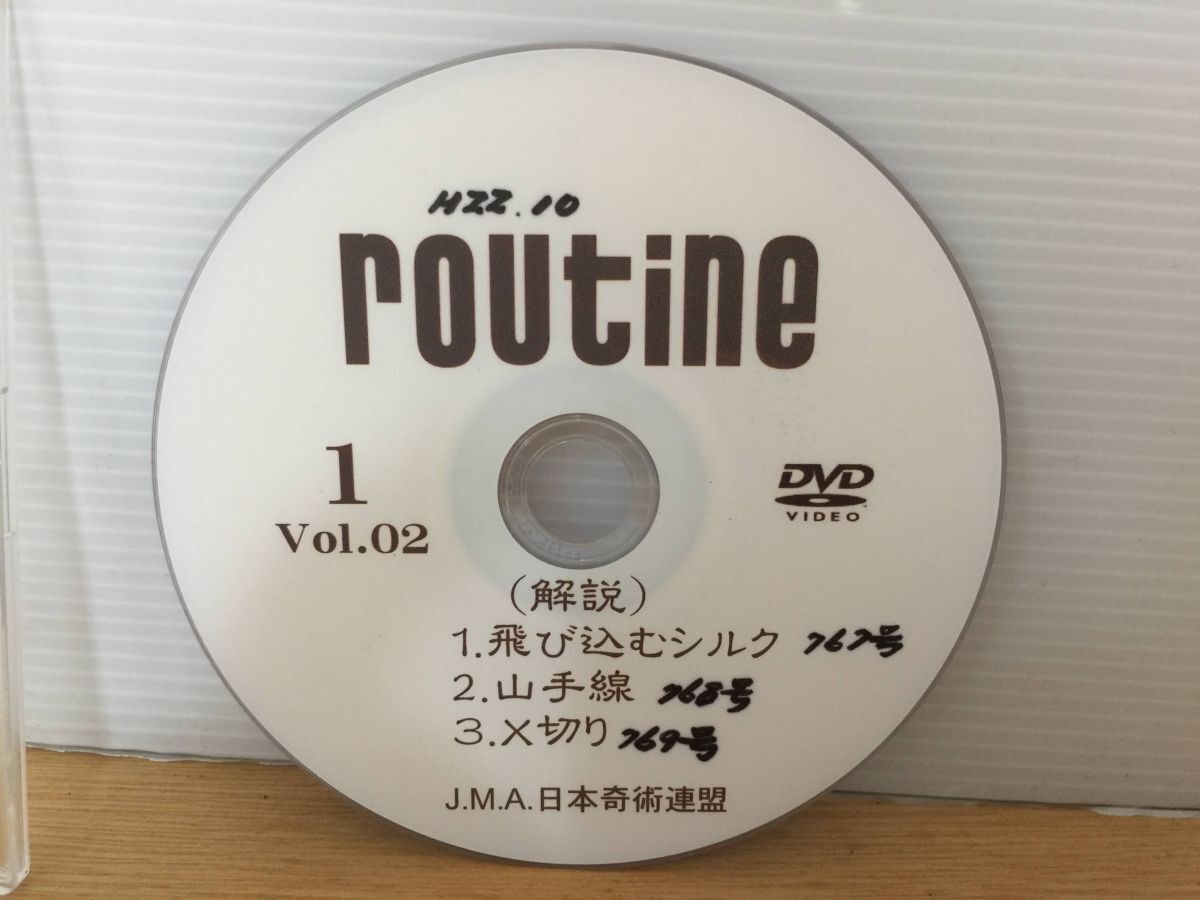 H22.10
routine
1
Vol.02
DVD
VIDEO
(解説)
1.飛び込むシルク 767号
2.山手線 768号
3.X切り 769号
J.M.A.日本奇術連盟